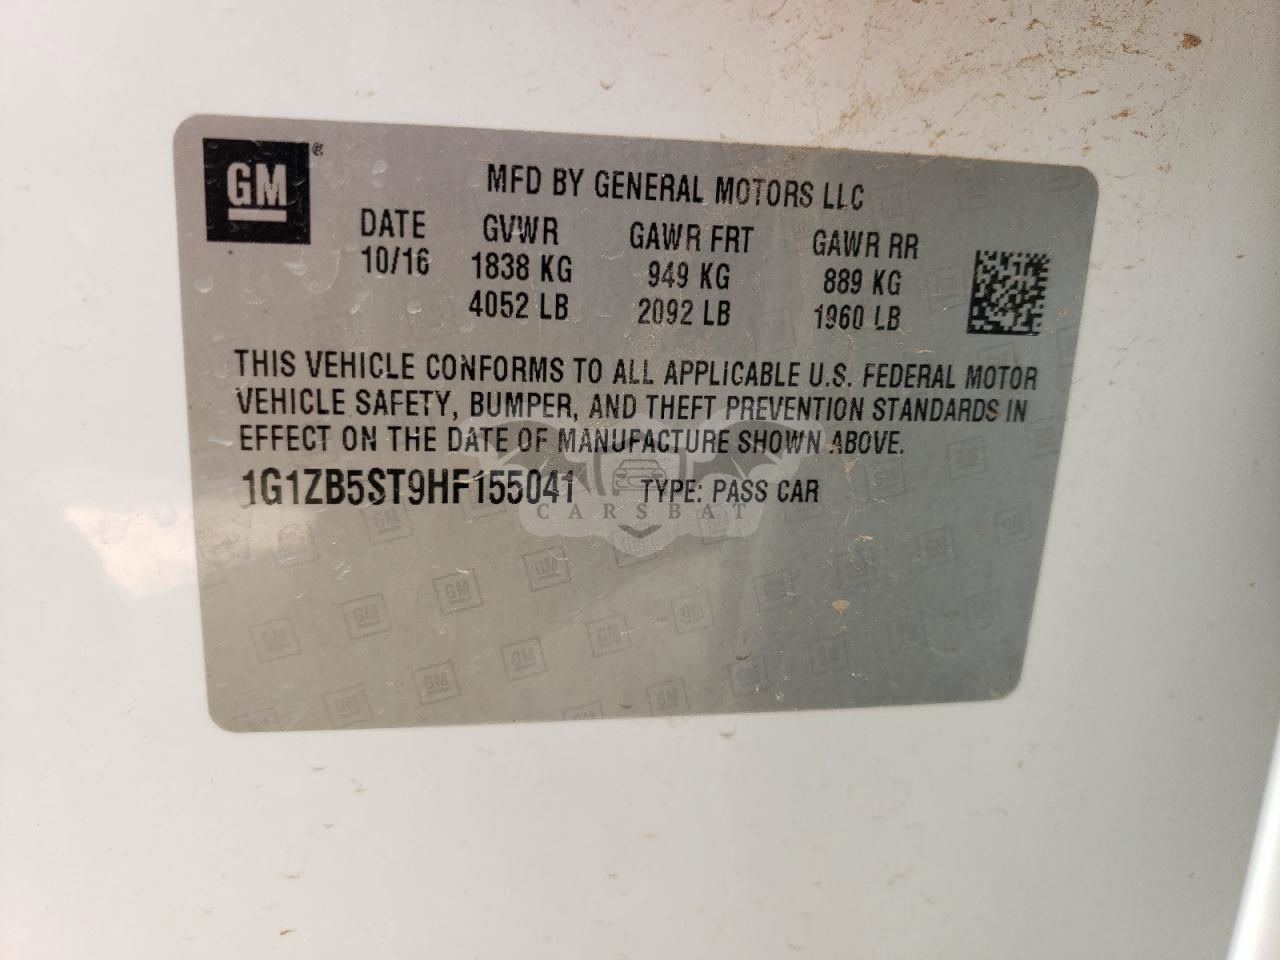 GM ®
MFD BY GENERAL MOTORS LLC
DATE GVWR GAWR FRT GAWR RR
10/16 1838 KG 949 KG 889 KG
4052 LB 2092 LB 1960 LB
THIS VEHICLE CONFORMS TO ALL APPLICABLE U.S. FEDERAL MOTOR
VEHICLE SAFETY, BUMPER, AND THEFT PREVENTION STANDARDS IN
EFFECT ON THE DATE OF MANUFACTURE SHOWN ABOVE.
1G1ZB5ST9HF155041 TYPE: PASS CAR
CARSBAT